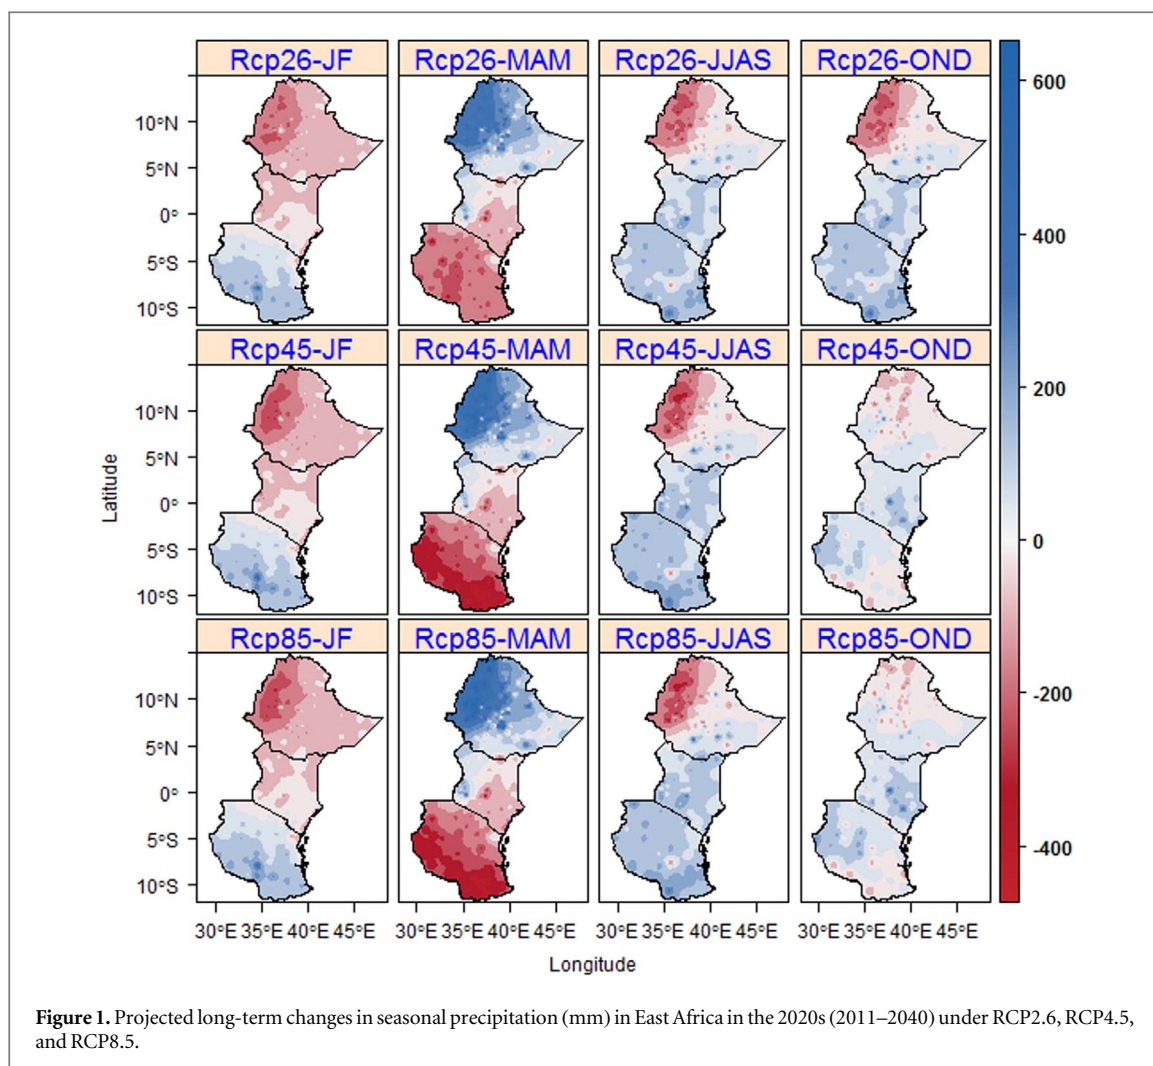 Rcp26-JF Rcp26-MAM Rcp26-JJAS Rcp26-OND
600
10°N
5°N
0°
5°S
10°S
400
Rcp45-JF Rcp45-MAM Rcp45-JJAS Rcp45-OND
200
10°N
5°N
0°
5°S
10°S
Latitude
0
Rcp85-JF Rcp85-MAM Rcp85-JJAS Rcp85-OND
-200
10°N
5°N
0°
5°S
10°S
-400
30°E 35°E 40°E 45°E 30°E 35°E 40°E 45°E 30°E 35°E 40°E 45°E 30°E 35°E 40°E 45°E
Longitude
Figure 1. Projected long-term changes in seasonal precipitation (mm) in East Africa in the 2020s (2011–2040) under RCP2.6, RCP4.5,
and RCP8.5.